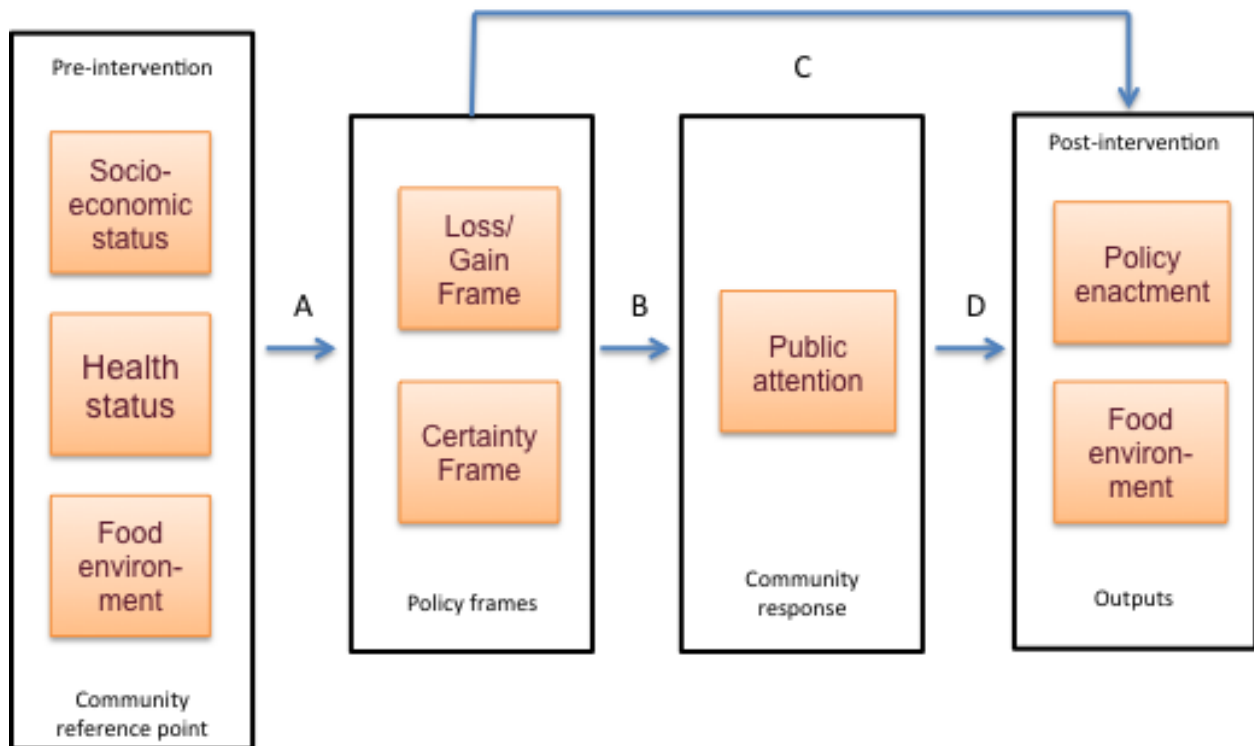 Pre-intervention
Socio-
economic
status
Health
status
Food
environ-
ment
Community
reference point
A
Loss/
Gain
Frame
Certainty
Frame
Policy frames
B
C
Public
attention
Community
response
D
Post-intervention
Policy
enactment
Food
environ-
ment
Outputs